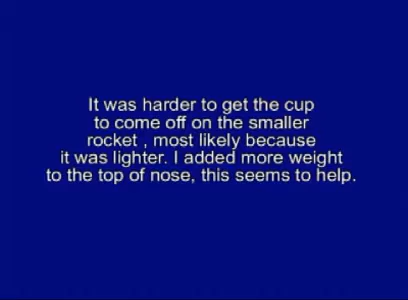 It was harder to get the cup
to come off on the smaller
rocket , most likely because
it was lighter. I added more weight
to the top of nose, this seems to help.